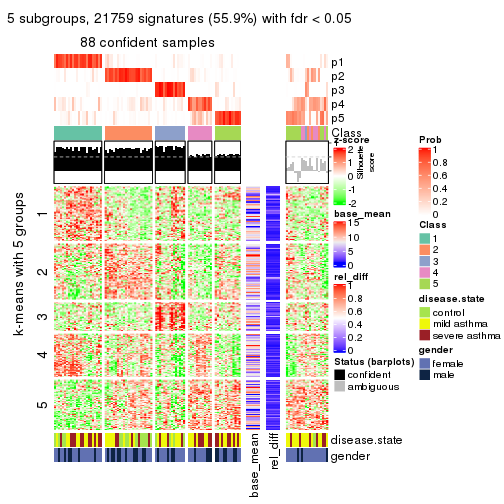 5 subgroups, 21759 signatures (55.9%) with fdr < 0.05
88 confident samples
p1
p2
p3
p4
p5
Class
k-means with 5 groups
1
2
3
4
5
base_mean
rel_diff
disease.state
gender
z-score
2
1
0
-1
-2
Silhouette
score
base_mean
15
10
5
0
rel_diff
1
0.8
0.6
0.4
0.2
0
Status (barplots)
confident
ambiguous
Prob
1
0.8
0.6
0.4
0.2
0
Class
1
2
3
4
5
disease.state
control
mild asthma
severe asthma
gender
female
male